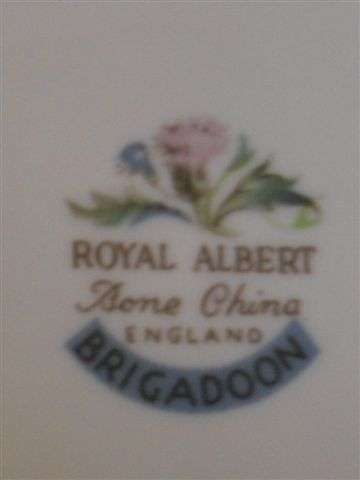 ROYAL ALBERT
Bone China
ENGLAND
BRIGADOON